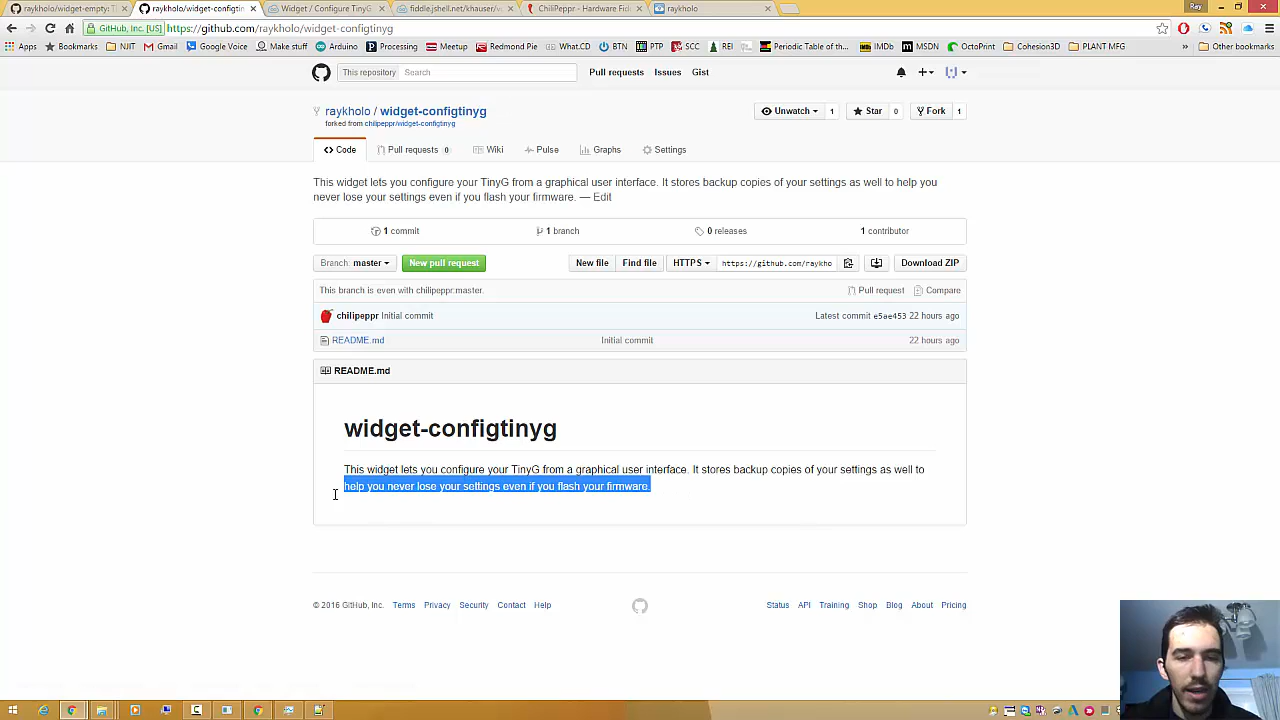 raykholo/widget-empty: T
raykholo/widget-configtin
Widget / Configure TinyG
fiddle.jshell.net/khauser/v
ChiliPeppr - Hardware Fid
raykholo
Ray
GitHub, Inc. [US]
https://github.com/raykholo/widget-configtinyg
Apps
Bookmarks
NJIT
Gmail
Google Voice
Make stuff
Arduino
Processing
Meetup
Redmond Pie
What.CD
BTN
PTP
SCC
REI
Periodic Table of the
IMDb
MSDN
OctoPrint
Cohesion3D
PLANT MFG
»
Other bookmarks
This repository
Search
Pull requests
Issues
Gist
raykholo / widget-configtinyg
forked from chilipeppr/widget-configtinyg
Unwatch 1
Star 0
Fork 1
Code
Pull requests 0
Wiki
Pulse
Graphs
Settings
This widget lets you configure your TinyG from a graphical user interface. It stores backup copies of your settings as well to help you
never lose your settings even if you flash your firmware. — Edit
1 commit
1 branch
0 releases
1 contributor
Branch: master
New pull request
New file
Find file
HTTPS
https://github.com/raykho
Download ZIP
This branch is even with chilipeppr:master.
Pull request
Compare
chilipeppr Initial commit
Latest commit e5ae453 22 hours ago
README.md
Initial commit
22 hours ago
README.md
widget-configtinyg
This widget lets you configure your TinyG from a graphical user interface. It stores backup copies of your settings as well to
help you never lose your settings even if you flash your firmware.
© 2016 GitHub, Inc.
Terms
Privacy
Security
Contact
Help
Status
API
Training
Shop
Blog
About
Pricing